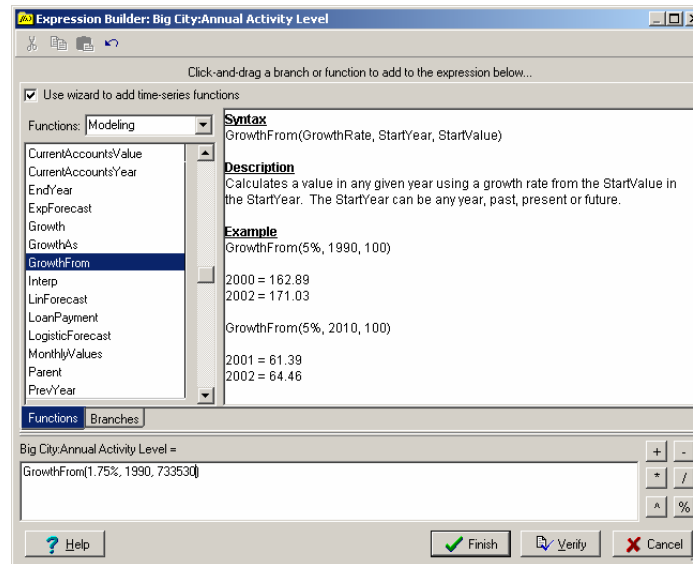 Expression Builder: Big City:Annual Activity Level
Click-and-drag a branch or function to add to the expression below...
Use wizard to add time-series functions
Functions: Modeling
CurrentAccountsValue
CurrentAccountsYear
EndYear
ExpForecast
Growth
GrowthAs
GrowthFrom
Interp
LinForecast
LoanPayment
LogisticForecast
MonthlyValues
Parent
PrevYear
Syntax
GrowthFrom(GrowthRate, StartYear, StartValue)
Description
Calculates a value in any given year using a growth rate from the StartValue in
the StartYear. The StartYear can be any year, past, present or future.
Example
GrowthFrom(5%, 1990, 100)
2000 = 162.89
2002 = 171.03
GrowthFrom(5%, 2010, 100)
2001 = 61.39
2002 = 64.46
Functions Branches
Big City:Annual Activity Level =
GrowthFrom(1.75%, 1990, 733530)
+ -
* /
^ %
? Help
Finish
Verify
Cancel